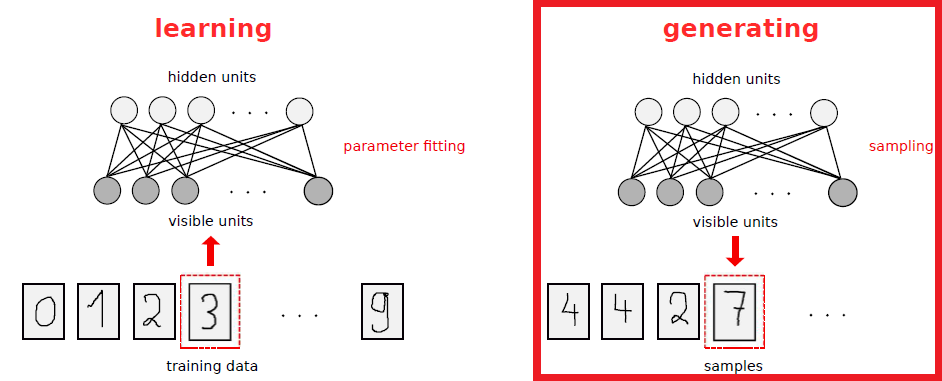 learning
hidden units
. . .
parameter fitting
. . .
visible units
0 1 2 3 . . . 9
training data
generating
hidden units
. . .
sampling
. . .
visible units
4 4 2 7 . . .
samples